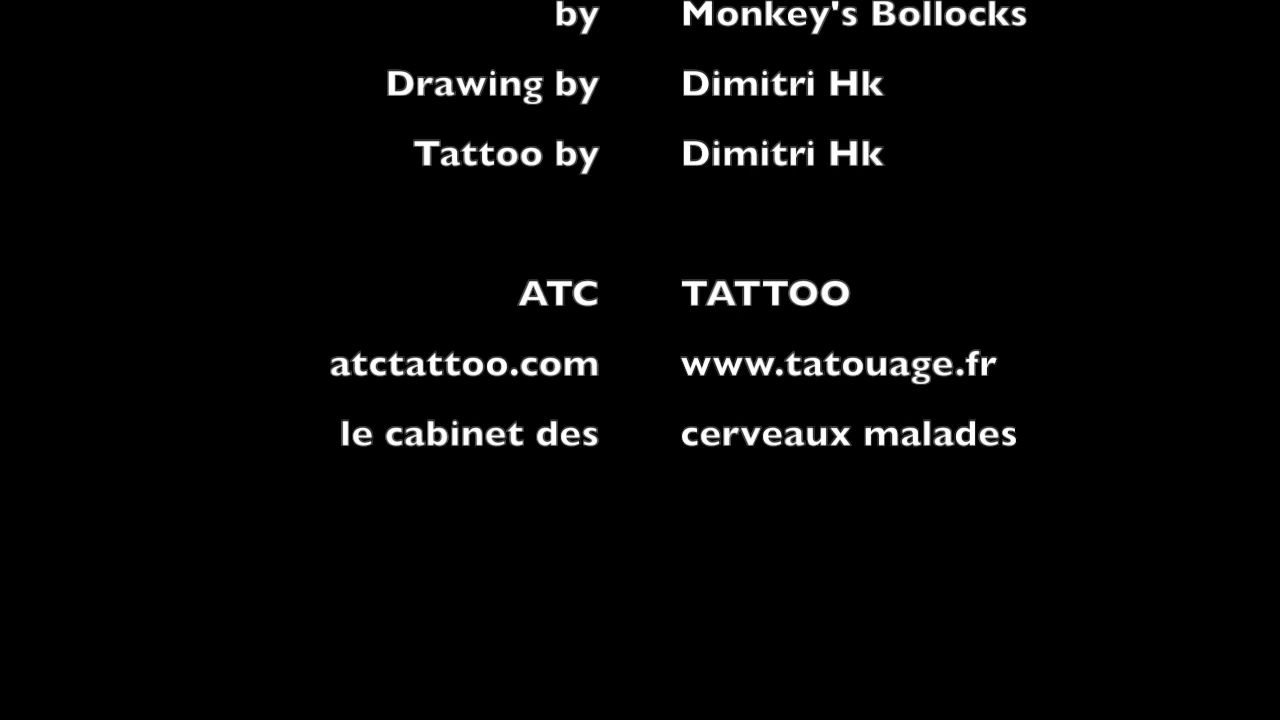 by Monkey's Bollocks
Drawing by Dimitri Hk
Tattoo by Dimitri Hk
ATC TATTOO
atctattoo.com www.tatouage.fr
le cabinet des cerveaux malades